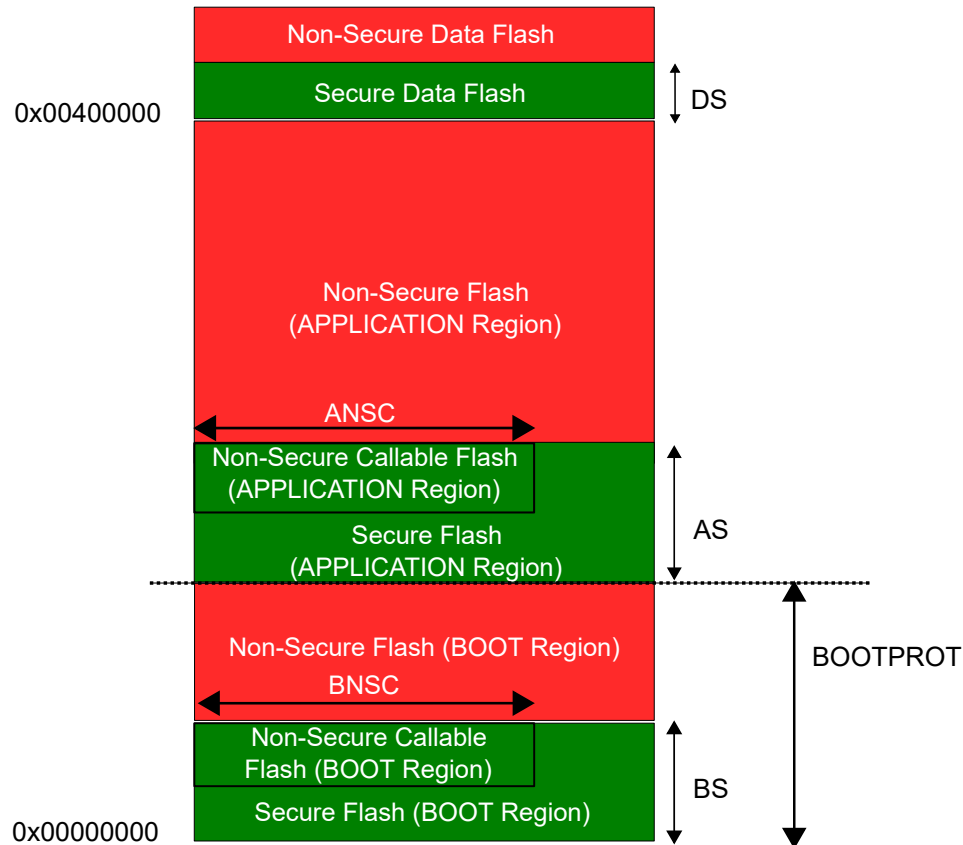 Non-Secure Data Flash
Secure Data Flash
DS
0x00400000
Non-Secure Flash
(APPLICATION Region)
ANSC
Non-Secure Callable Flash
(APPLICATION Region)
AS
Secure Flash
(APPLICATION Region)
Non-Secure Flash (BOOT Region)
BOOTPROT
BNSC
Non-Secure Callable
Flash (BOOT Region)
BS
Secure Flash (BOOT Region)
0x00000000